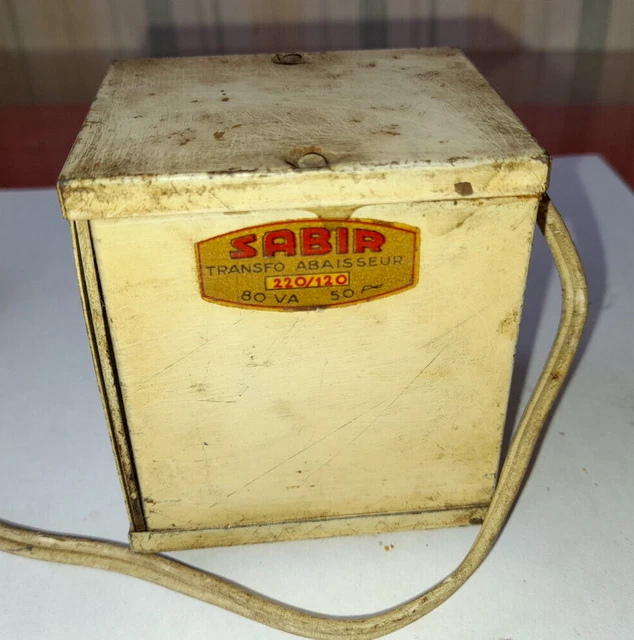 SABIR
TRANSFO ABAISSEUR
220/120
80 VA 50 P~